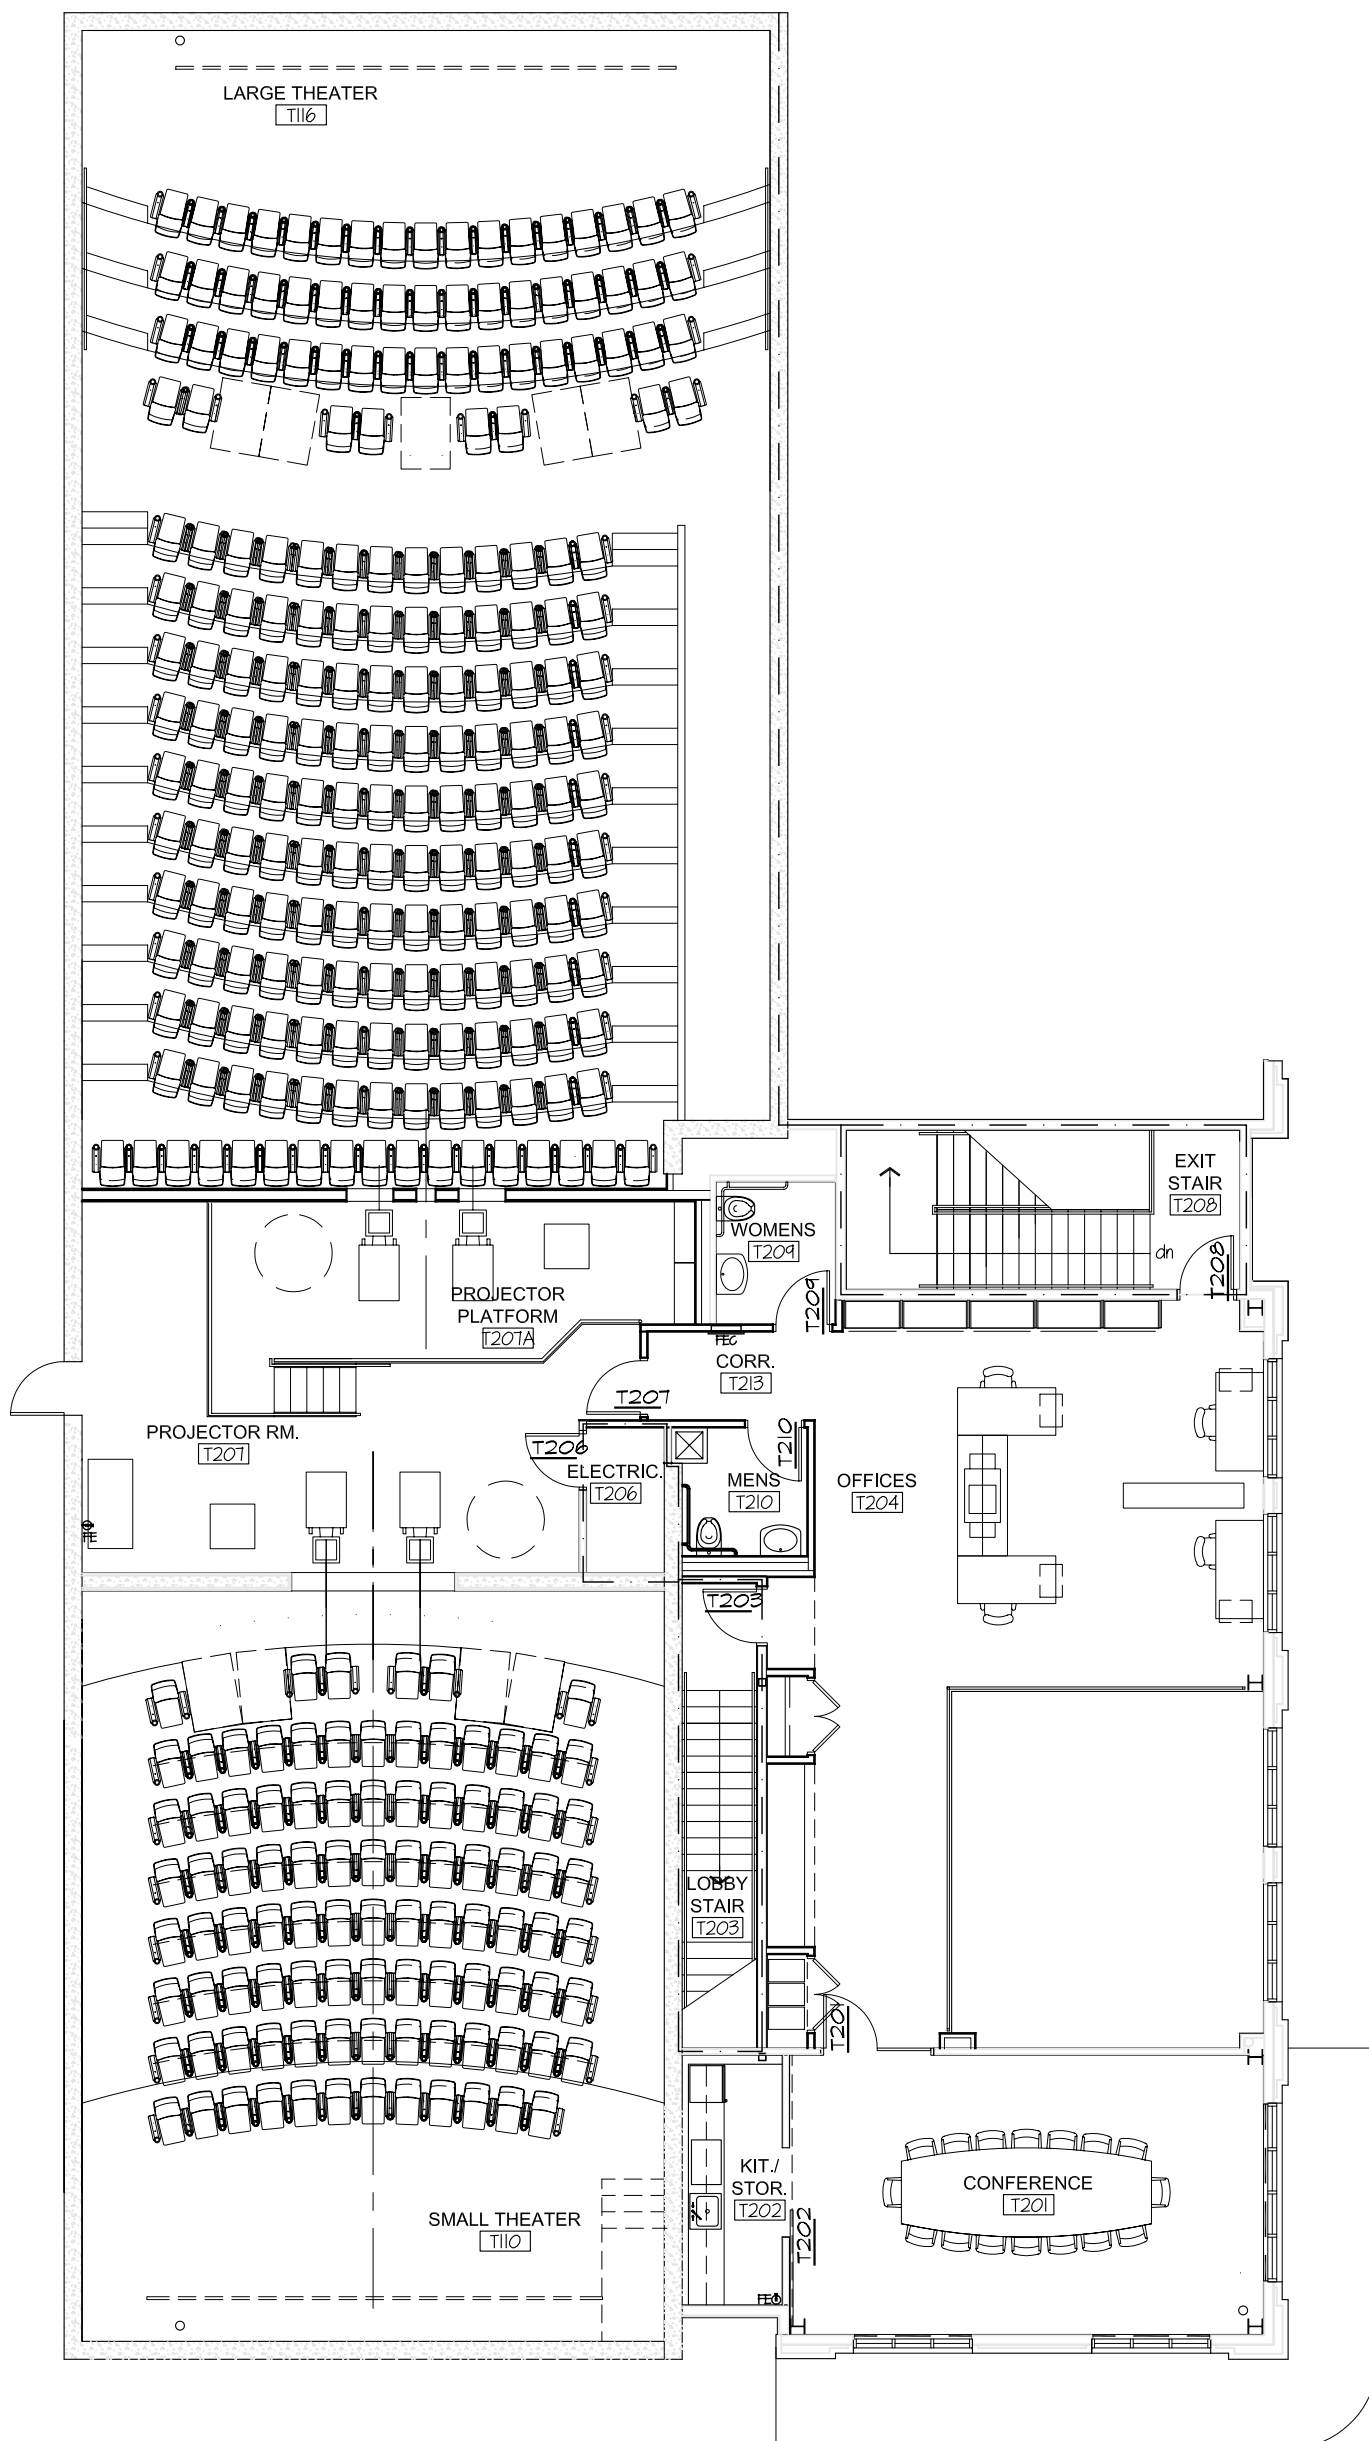 LARGE THEATER
T116
EXIT
STAIR
T208
dn
T208
WOMENS
T209
T209
PROJECTOR
PLATFORM
T207A
FEC
CORR.
T213
T207
PROJECTOR RM.
T207
T206
ELECTRIC.
T206
T210
MENS
T210
OFFICES
T204
FE
T203
LOBBY
STAIR
T203
T201
KIT./
STOR.
T202
T202
CONFERENCE
T201
SMALL THEATER
T110